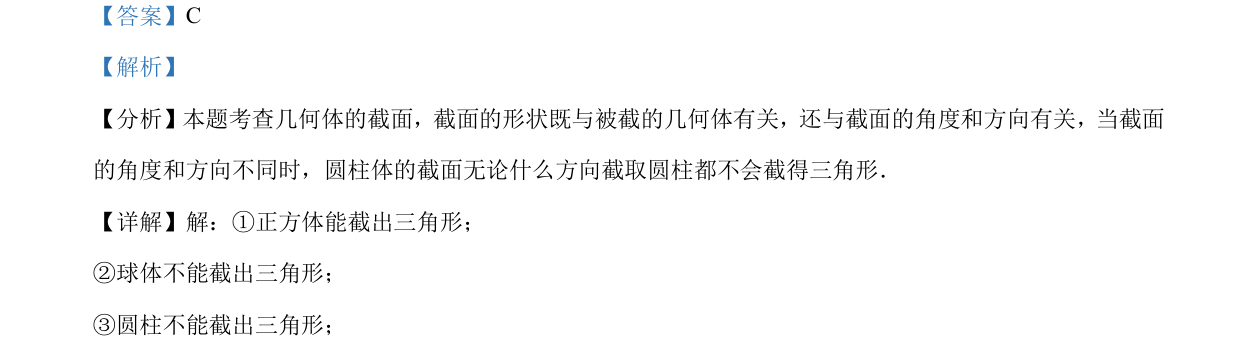 【答案】C
【解析】
【分析】本题考查几何体的截面，截面的形状既与被截的几何体有关，还与截面的角度和方向有关，当截面
的角度和方向不同时，圆柱体的截面无论什么方向截取圆柱都不会截得三角形．
【详解】解：①正方体能截出三角形；
②球体不能截出三角形；
③圆柱不能截出三角形；